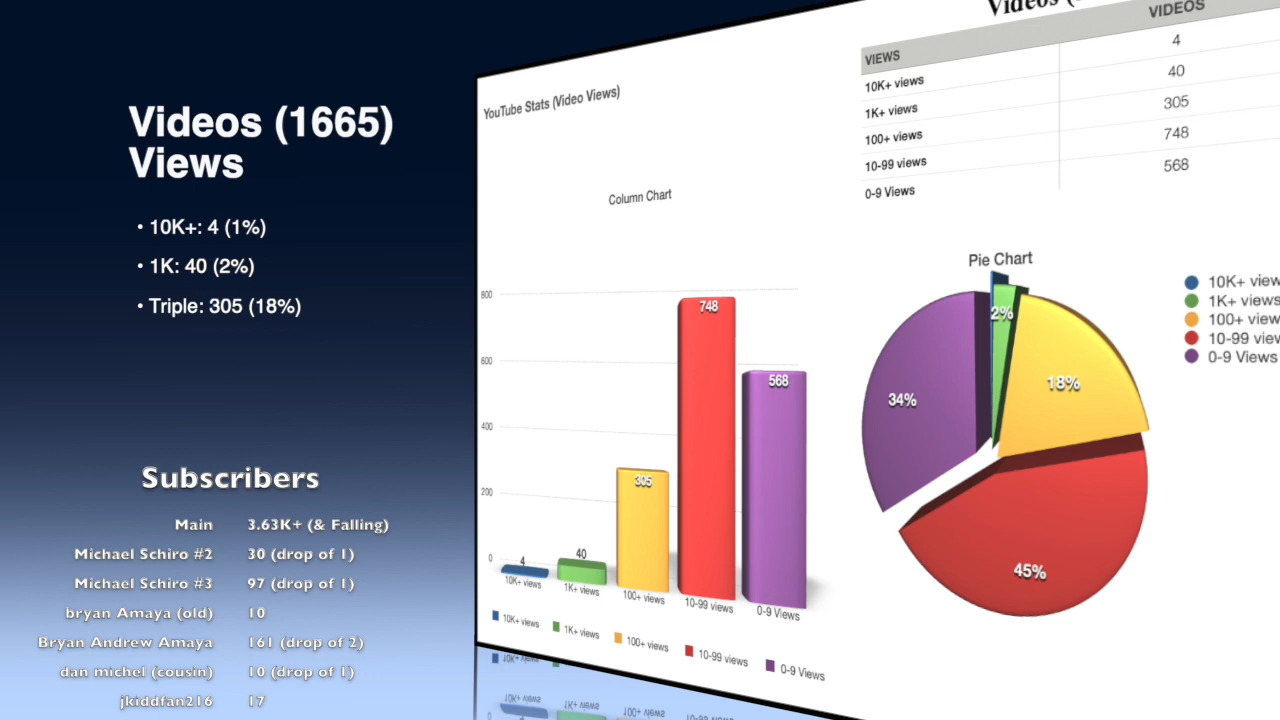 Videos (1665)
Views
• 10K+: 4 (1%)
• 1K: 40 (2%)
• Triple: 305 (18%)
Subscribers
Main 3.63K+ (& Falling)
Michael Schiro #2 30 (drop of 1)
Michael Schiro #3 97 (drop of 1)
bryan Amaya (old) 10
Bryan Andrew Amaya 161 (drop of 2)
dan michel (cousin) 10 (drop of 1)
jkiddfan216 17
YouTube Stats (Video Views)
Column Chart
800
600
400
200
0
4
40
305
748
568
10K+ views
1K+ views
100+ views
10-99 views
0-9 Views
10K+ views
1K+ views
100+ views
10-99 views
0-9 Views
Videos
VIEWS VIDEOS
10K+ views 4
1K+ views 40
100+ views 305
10-99 views 748
0-9 Views 568
Pie Chart
2%
18%
45%
34%
10K+ view
1K+ views
100+ view
10-99 view
0-9 Views